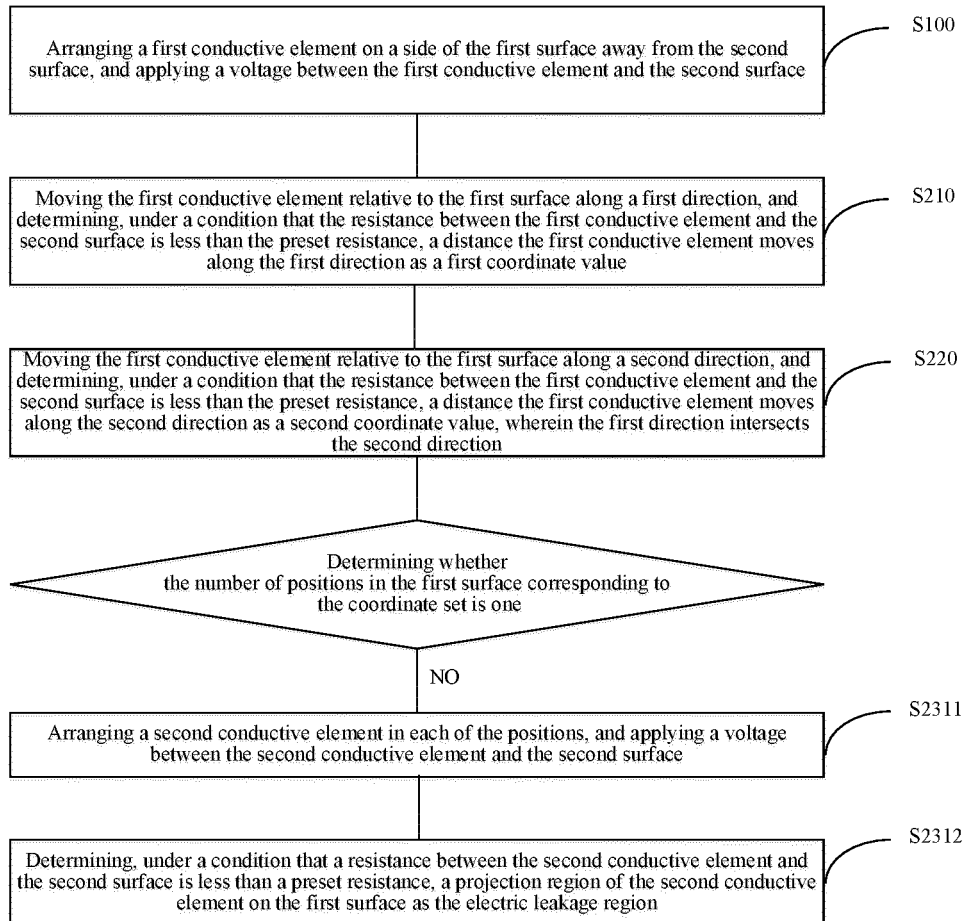 S100
Arranging a first conductive element on a side of the first surface away from the second
surface, and applying a voltage between the first conductive element and the second surface
S210
Moving the first conductive element relative to the first surface along a first direction, and
determining, under a condition that the resistance between the first conductive element and the
second surface is less than the preset resistance, a distance the first conductive element moves
along the first direction as a first coordinate value
S220
Moving the first conductive element relative to the first surface along a second direction, and
determining, under a condition that the resistance between the first conductive element and the
second surface is less than the preset resistance, a distance the first conductive element moves
along the second direction as a second coordinate value, wherein the first direction intersects
the second direction
Determining whether
the number of positions in the first surface corresponding to
the coordinate set is one
NO
S2311
Arranging a second conductive element in each of the positions, and applying a voltage
between the second conductive element and the second surface
S2312
Determining, under a condition that a resistance between the second conductive element and
the second surface is less than a preset resistance, a projection region of the second conductive
element on the first surface as the electric leakage region